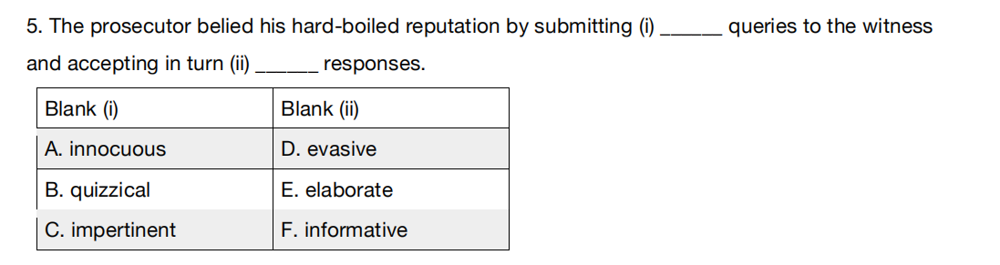 5. The prosecutor belied his hard-boiled reputation by submitting (i) ______ queries to the witness
and accepting in turn (ii) ______ responses.
Blank (i) Blank (ii)
A. innocuous D. evasive
B. quizzical E. elaborate
C. impertinent F. informative